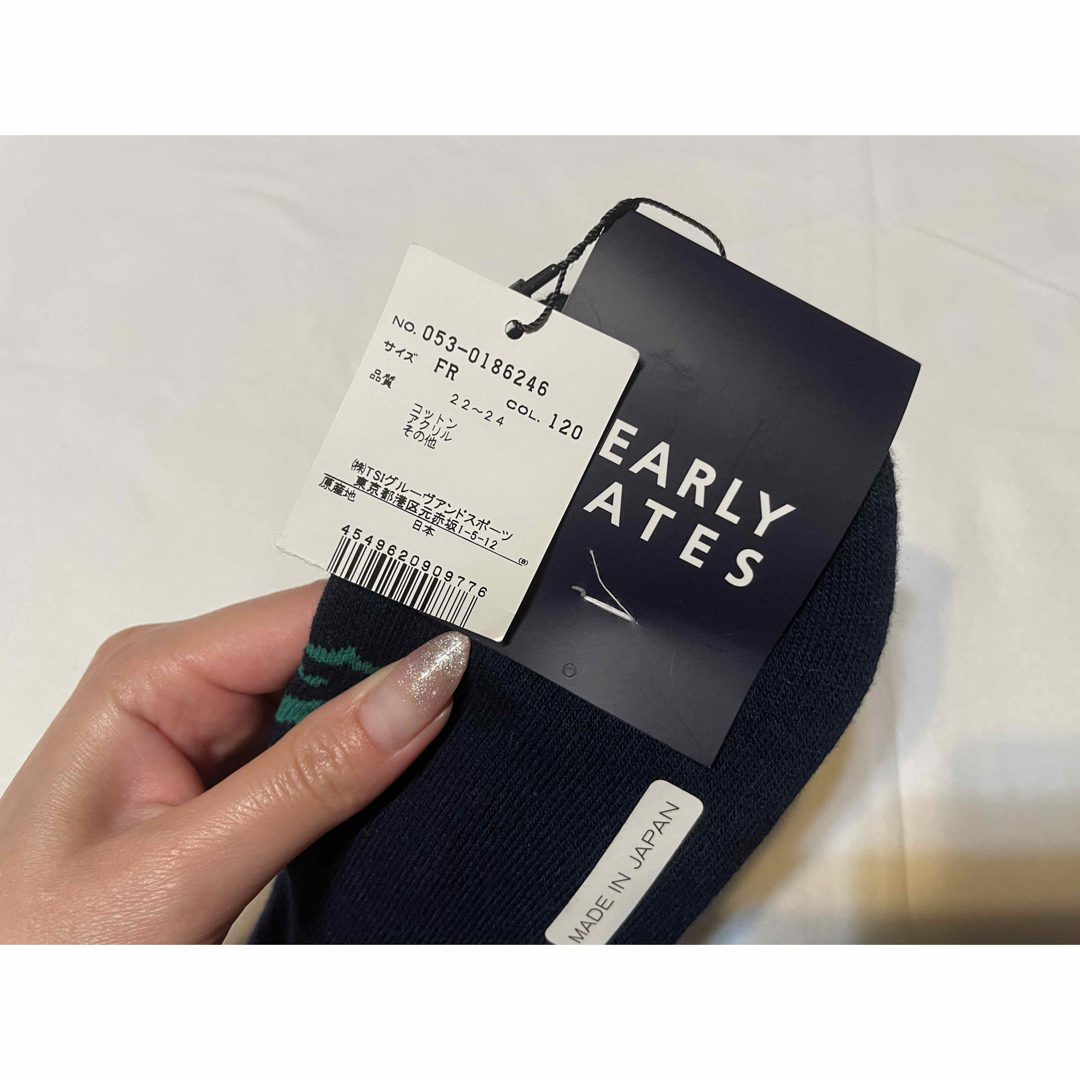 NO. 053-0186246
サイズ FR COL. 120
品質 22〜24
コットン
アクリル
その他
㈱TSIグルーヴアンドスポーツ
東京都港区元赤坂1-5-12
原産地 日本
4549620909776
EARLY
ATES
MADE IN JAPAN